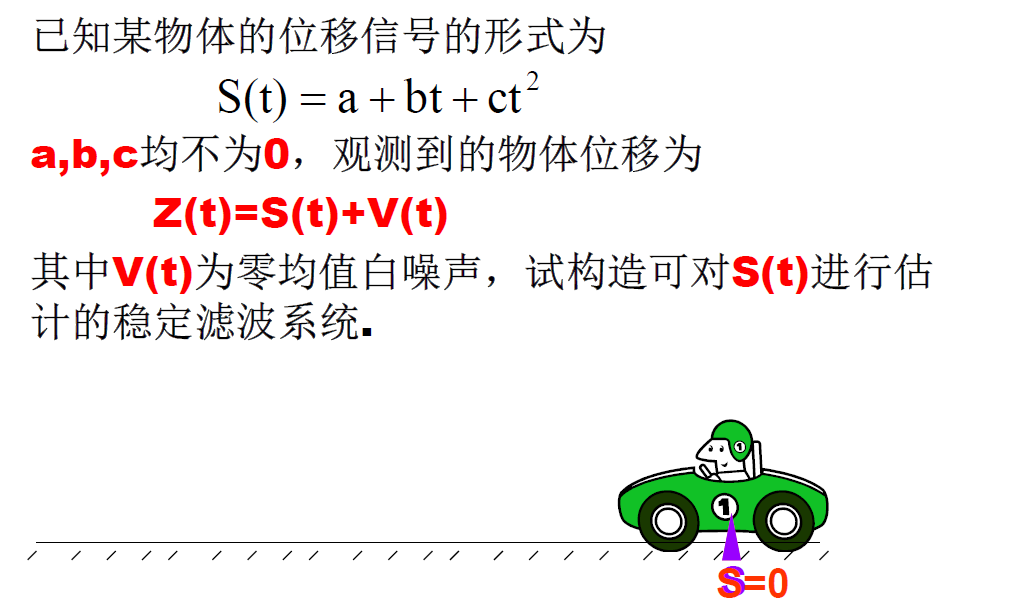 已知某物体的位移信号的形式为
S(t) = a + bt + ct²
a,b,c均不为0，观测到的物体位移为
Z(t)=S(t)+V(t)
其中V(t)为零均值白噪声，试构造可对S(t)进行估
计的稳定滤波系统.
1
1
S=0